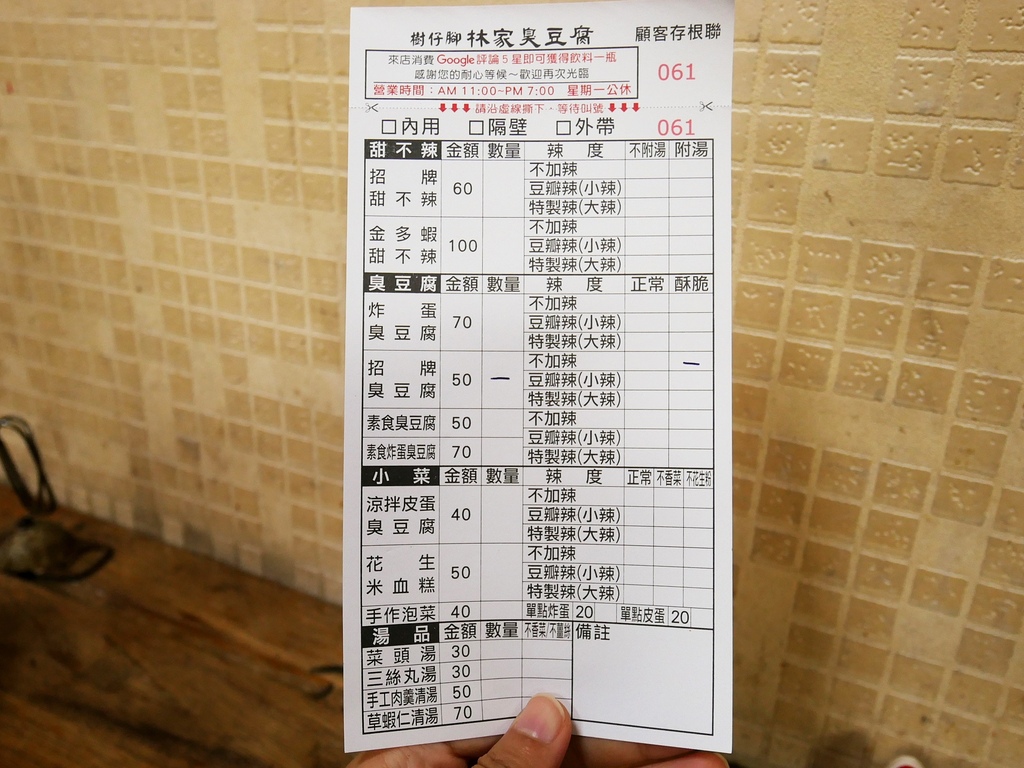 樹仔腳 林家臭豆腐 顧客存根聯
來店消費Google評論5星即可獲得飲料一瓶
感謝您的耐心等候~歡迎再次光臨
061
營業時間：AM 11:00~PM 7:00 星期一公休
請沿虛線撕下、等待叫號
□內用 □隔壁 □外帶 061
甜不辣 金額 數量 辣度 不附湯 附湯
招牌甜不辣 60 不加辣
豆瓣辣(小辣)
特製辣(大辣)
金多蝦甜不辣 100 不加辣
豆瓣辣(小辣)
特製辣(大辣)
臭豆腐 金額 數量 辣度 正常 酥脆
炸蛋臭豆腐 70 不加辣
豆瓣辣(小辣)
特製辣(大辣)
招牌臭豆腐 50 一 不加辣 一
豆瓣辣(小辣)
特製辣(大辣)
素食臭豆腐 50 不加辣
豆瓣辣(小辣)
素食炸蛋臭豆腐 70 特製辣(大辣)
小菜 金額 數量 辣度 正常 不香菜 不花生粉
涼拌皮蛋臭豆腐 40 不加辣
豆瓣辣(小辣)
特製辣(大辣)
花生米血糕 50 不加辣
豆瓣辣(小辣)
特製辣(大辣)
手作泡菜 40 單點炸蛋 20 單點皮蛋 20
湯品 金額 數量 不香菜/不薑絲 備註
菜頭湯 30
三絲丸湯 30
手工肉羹清湯 50
草蝦仁清湯 70